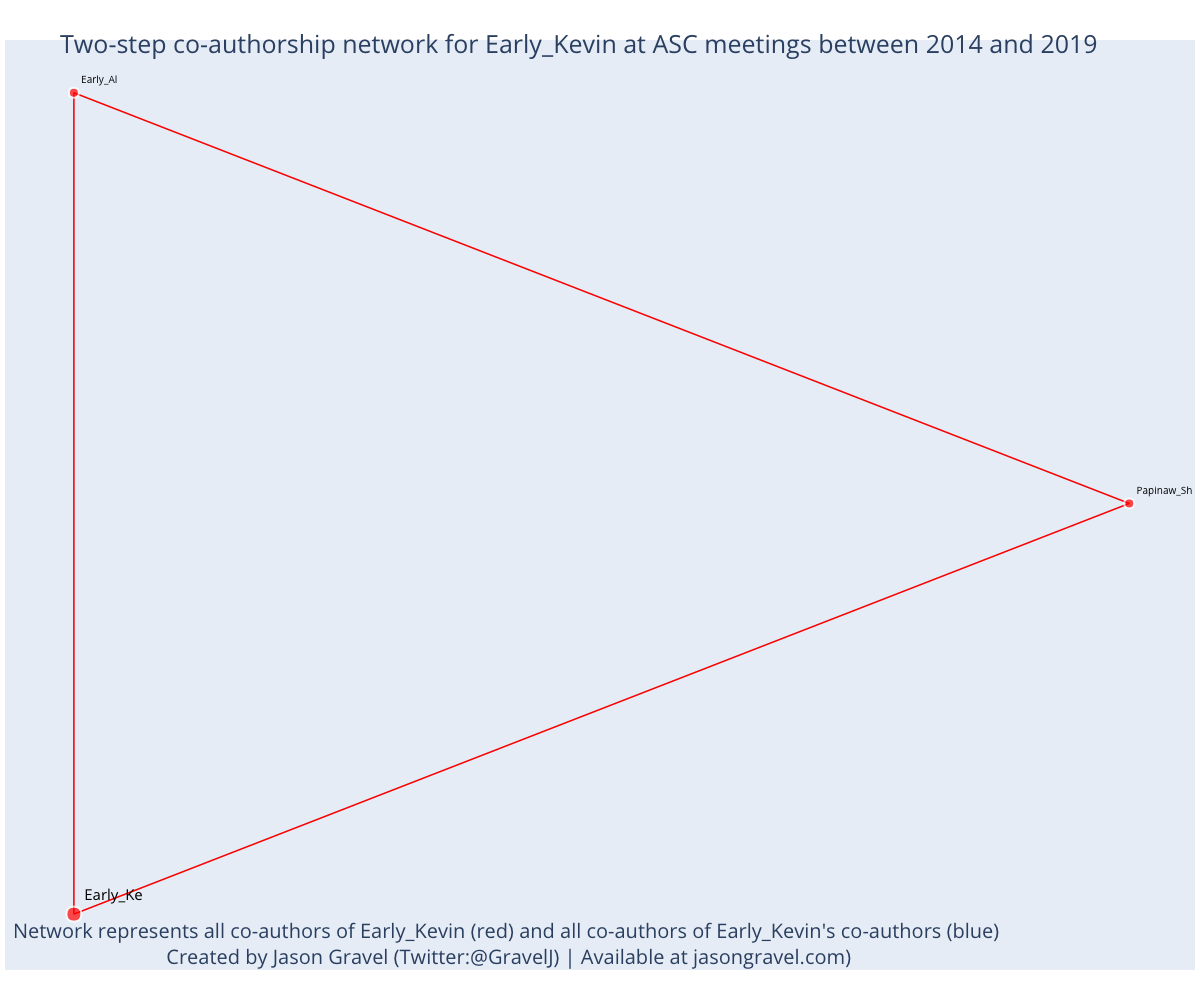 Two-step co-authorship network for Early_Kevin at ASC meetings between 2014 and 2019
Early_Al
Papinaw_Sh
Early_Ke
Network represents all co-authors of Early_Kevin (red) and all co-authors of Early_Kevin's co-authors (blue)
Created by Jason Gravel (Twitter:@GravelJ) | Available at jasongravel.com)